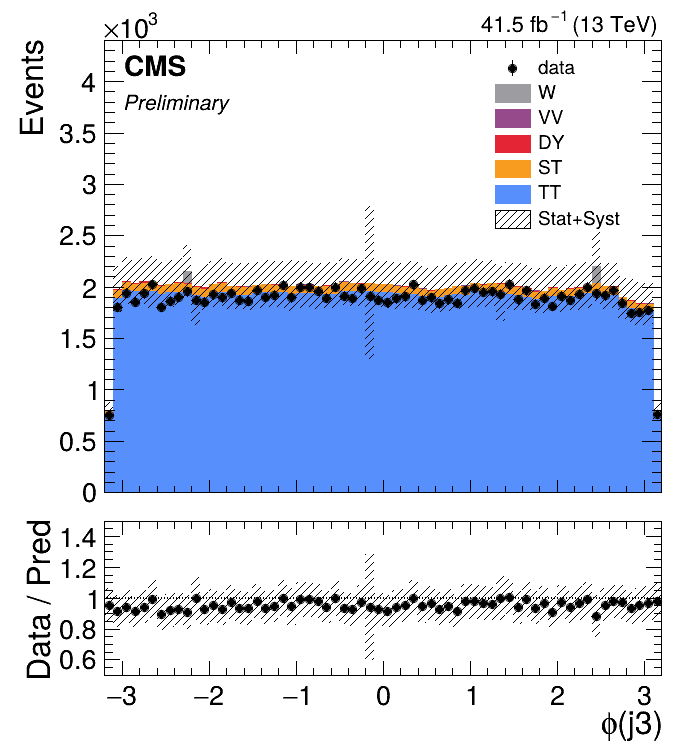 ×10³
41.5 fb⁻¹ (13 TeV)
Events
CMS
Preliminary
data
W
VV
DY
ST
TT
Stat+Syst
4
3.5
3
2.5
2
1.5
1
0.5
0
Data / Pred
1.4
1.2
1
0.8
0.6
−3 −2 −1 0 1 2 3
ϕ(j3)